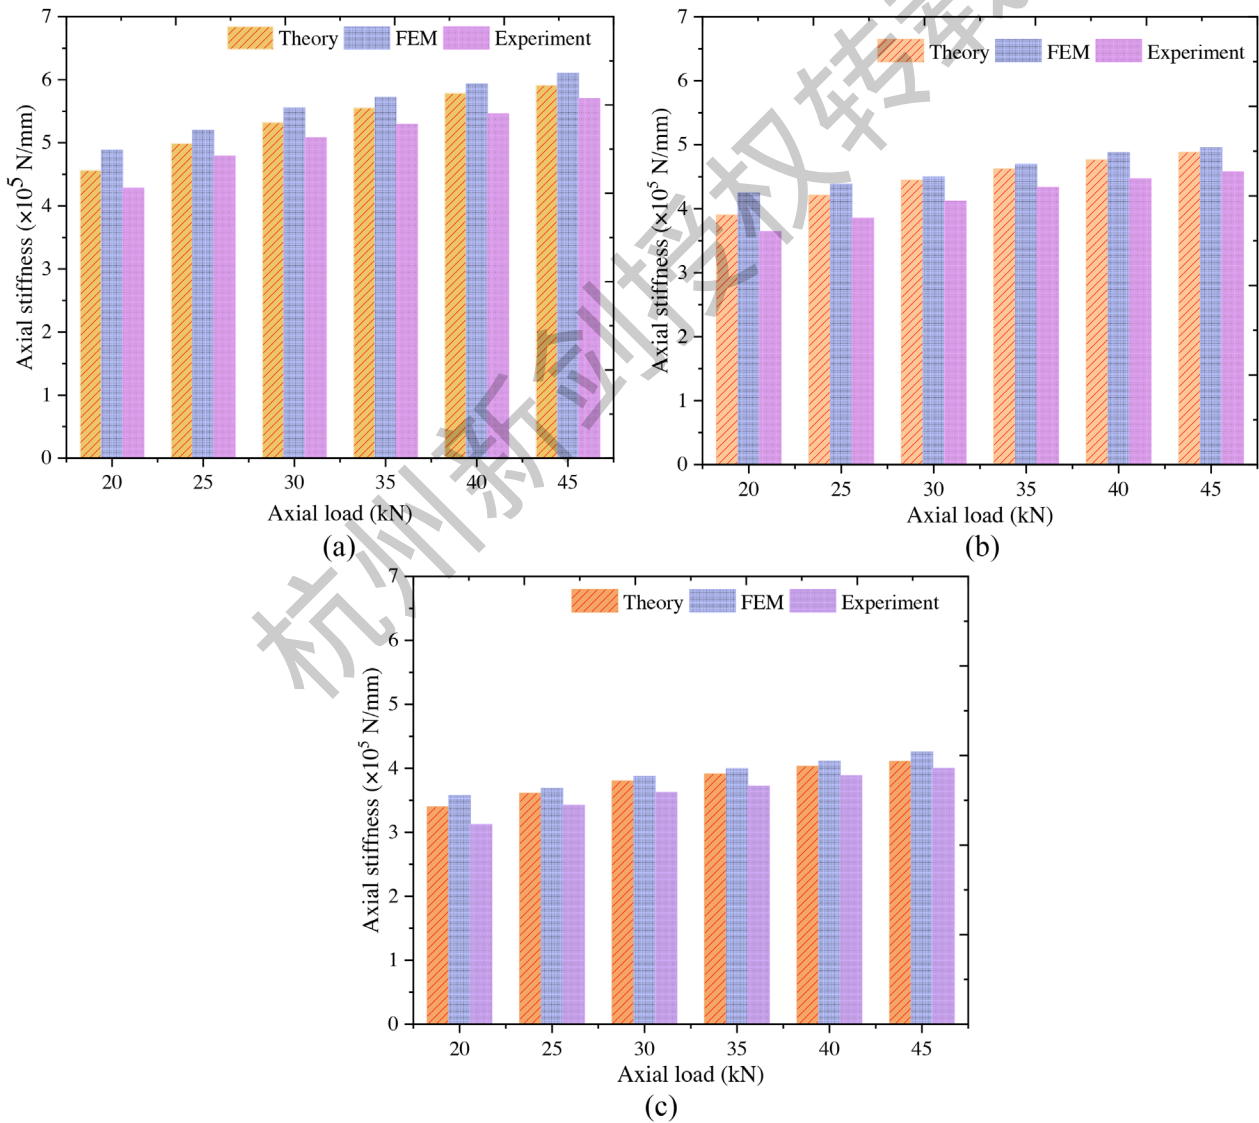 7
6
5
4
3
2
1
0
Axial stiffness (×10⁵ N/mm)
Theory FEM Experiment
20 25 30 35 40 45
Axial load (kN)
(a)
7
6
5
4
3
2
1
0
Axial stiffness (×10⁵ N/mm)
Theory FEM Experiment
20 25 30 35 40 45
Axial load (kN)
(b)
7
6
5
4
3
2
1
0
Axial stiffness (×10⁵ N/mm)
Theory FEM Experiment
20 25 30 35 40 45
Axial load (kN)
(c)
杭州新剑授权转载